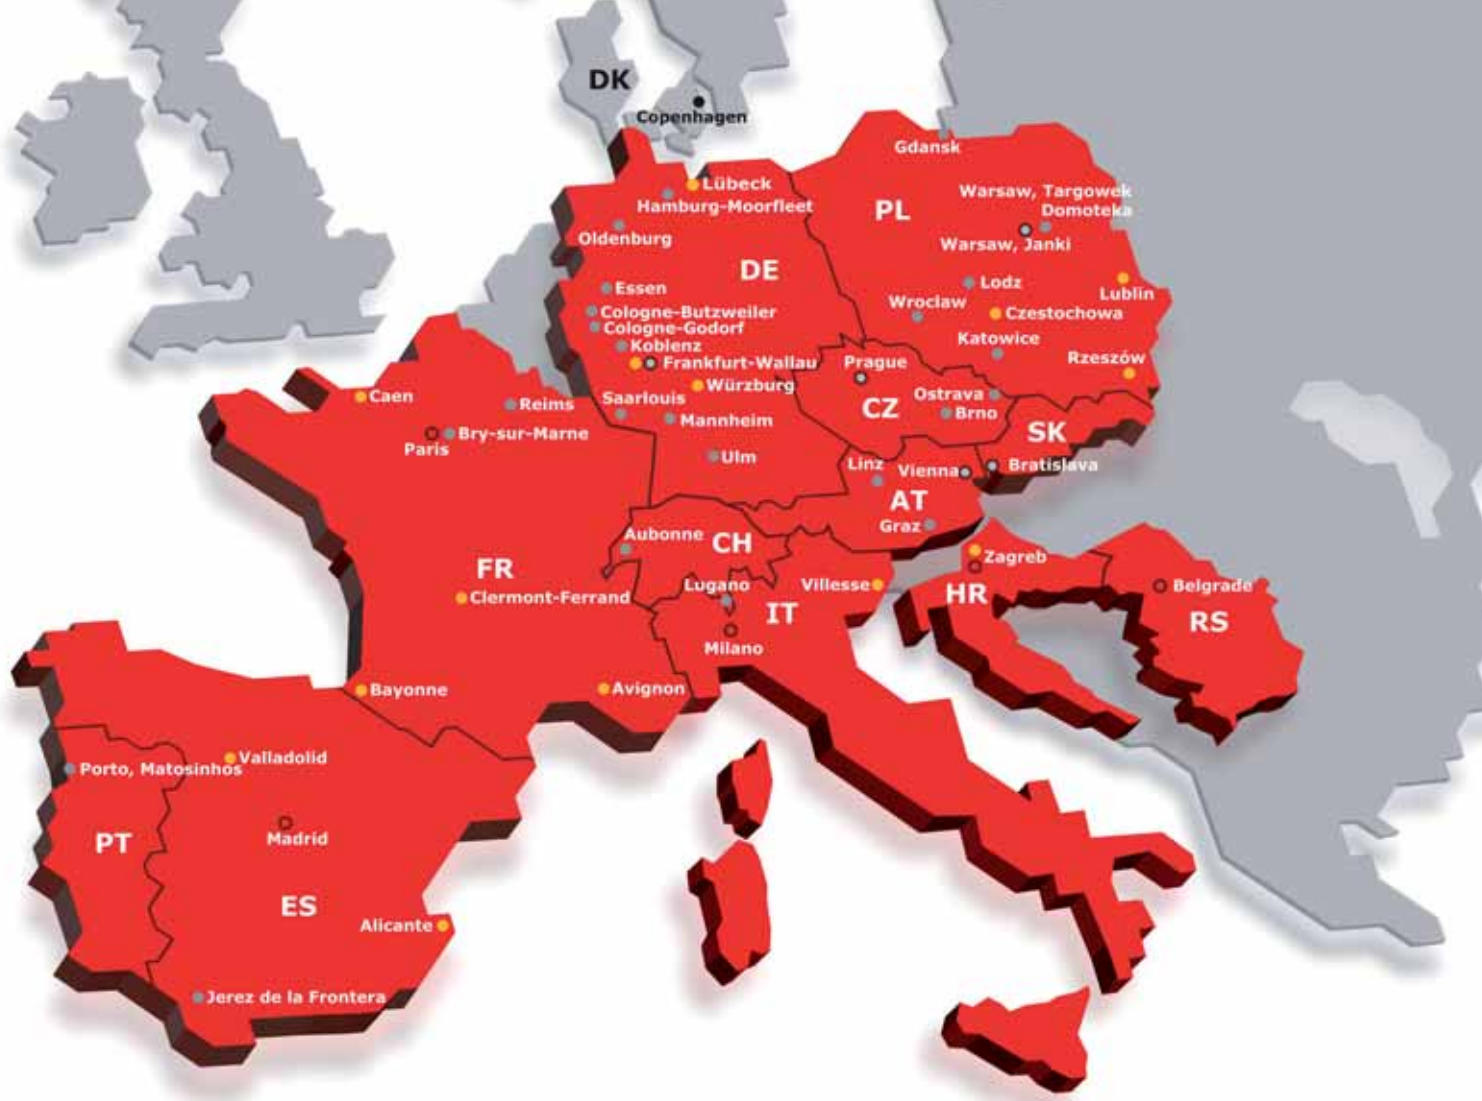 DK
Copenhagen
Gdansk
Lübeck
Hamburg-Moorfleet
Warsaw, Targowek
Domoteka
PL
Oldenburg
Warsaw, Janki
DE
Lodz
Essen
Lublin
Wroclaw
Cologne-Butzweiler
Czestochowa
Cologne-Godorf
Katowice
Koblenz
Rzeszów
Frankfurt-Wallau
Prague
Würzburg
Caen
Saarlouis
Ostrava
Reims
CZ
Brno
Mannheim
SK
Bry-sur-Marne
Paris
Ulm
Linz
Vienna
Bratislava
AT
Graz
Aubonne
CH
Zagreb
FR
Lugano
Villesse
Belgrade
HR
Clermont-Ferrand
IT
RS
Milano
Bayonne
Avignon
Valladolid
Porto, Matosinhos
Madrid
PT
ES
Alicante
Jerez de la Frontera